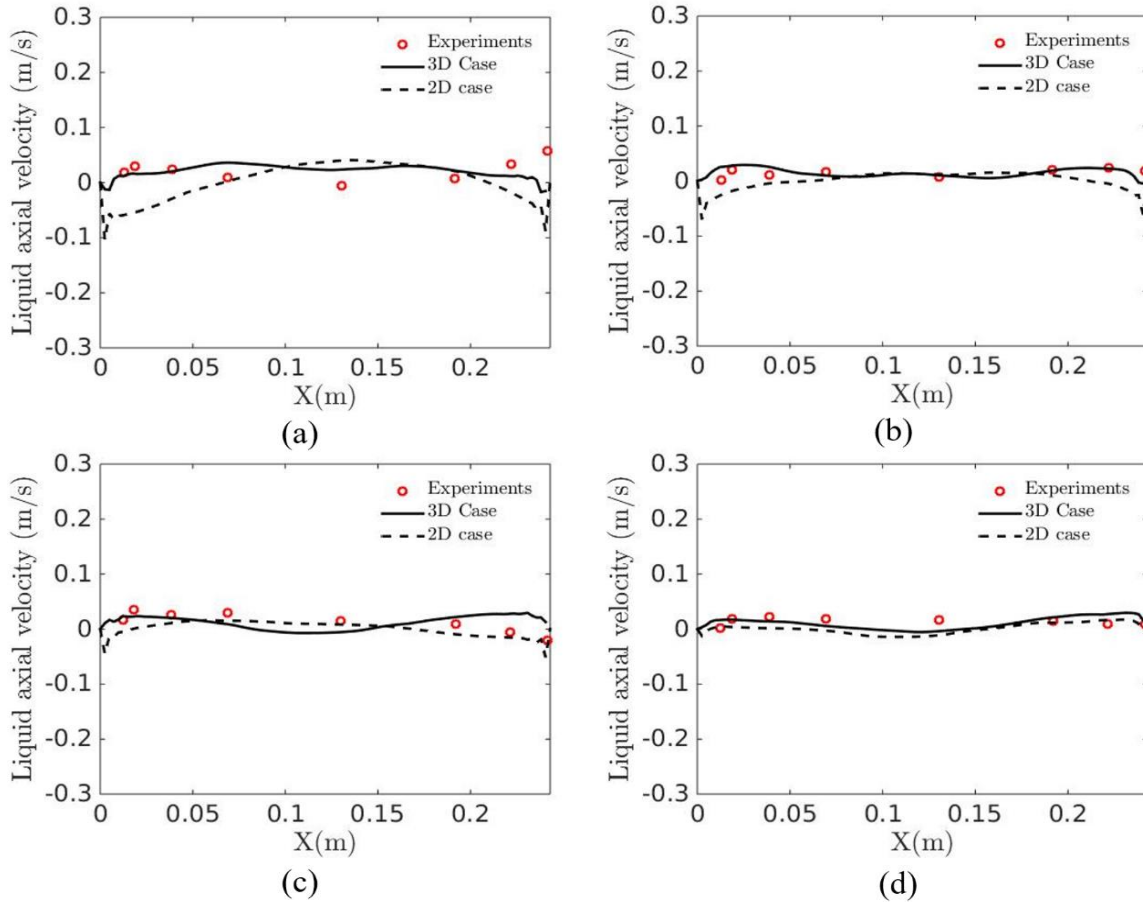 Liquid axial velocity (m/s)
0.3
0.2
0.1
0
-0.1
-0.2
-0.3
Experiments
3D Case
2D case
0 0.05 0.1 0.15 0.2
X(m)
(a)
Liquid axial velocity (m/s)
0.3
0.2
0.1
0
-0.1
-0.2
-0.3
Experiments
3D Case
2D case
0 0.05 0.1 0.15 0.2
X(m)
(b)
Liquid axial velocity (m/s)
0.3
0.2
0.1
0
-0.1
-0.2
-0.3
Experiments
3D Case
2D case
0 0.05 0.1 0.15 0.2
X(m)
(c)
Liquid axial velocity (m/s)
0.3
0.2
0.1
0
-0.1
-0.2
-0.3
Experiments
3D Case
2D case
0 0.05 0.1 0.15 0.2
X(m)
(d)